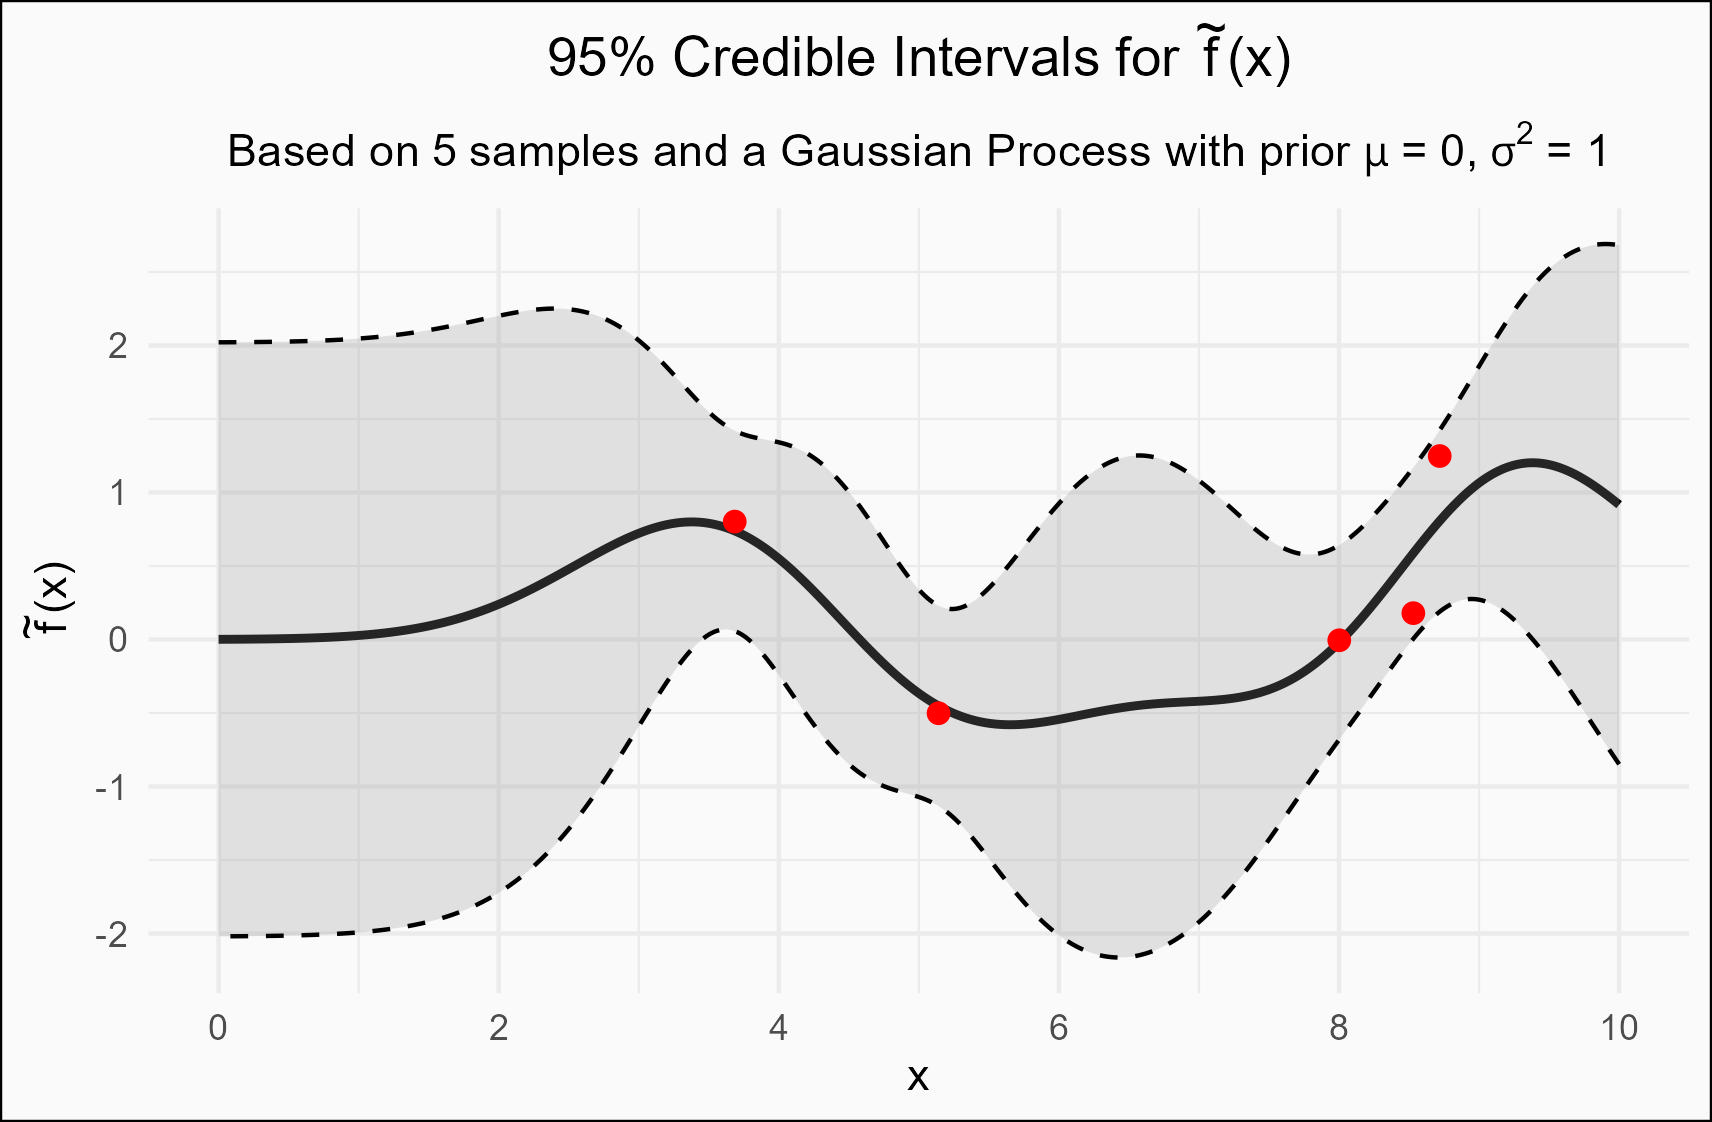 95% Credible Intervals for f̃(x)
Based on 5 samples and a Gaussian Process with prior μ = 0, σ² = 1
f̃(x)
2
1
0
-1
-2
0 2 4 6 8 10
x